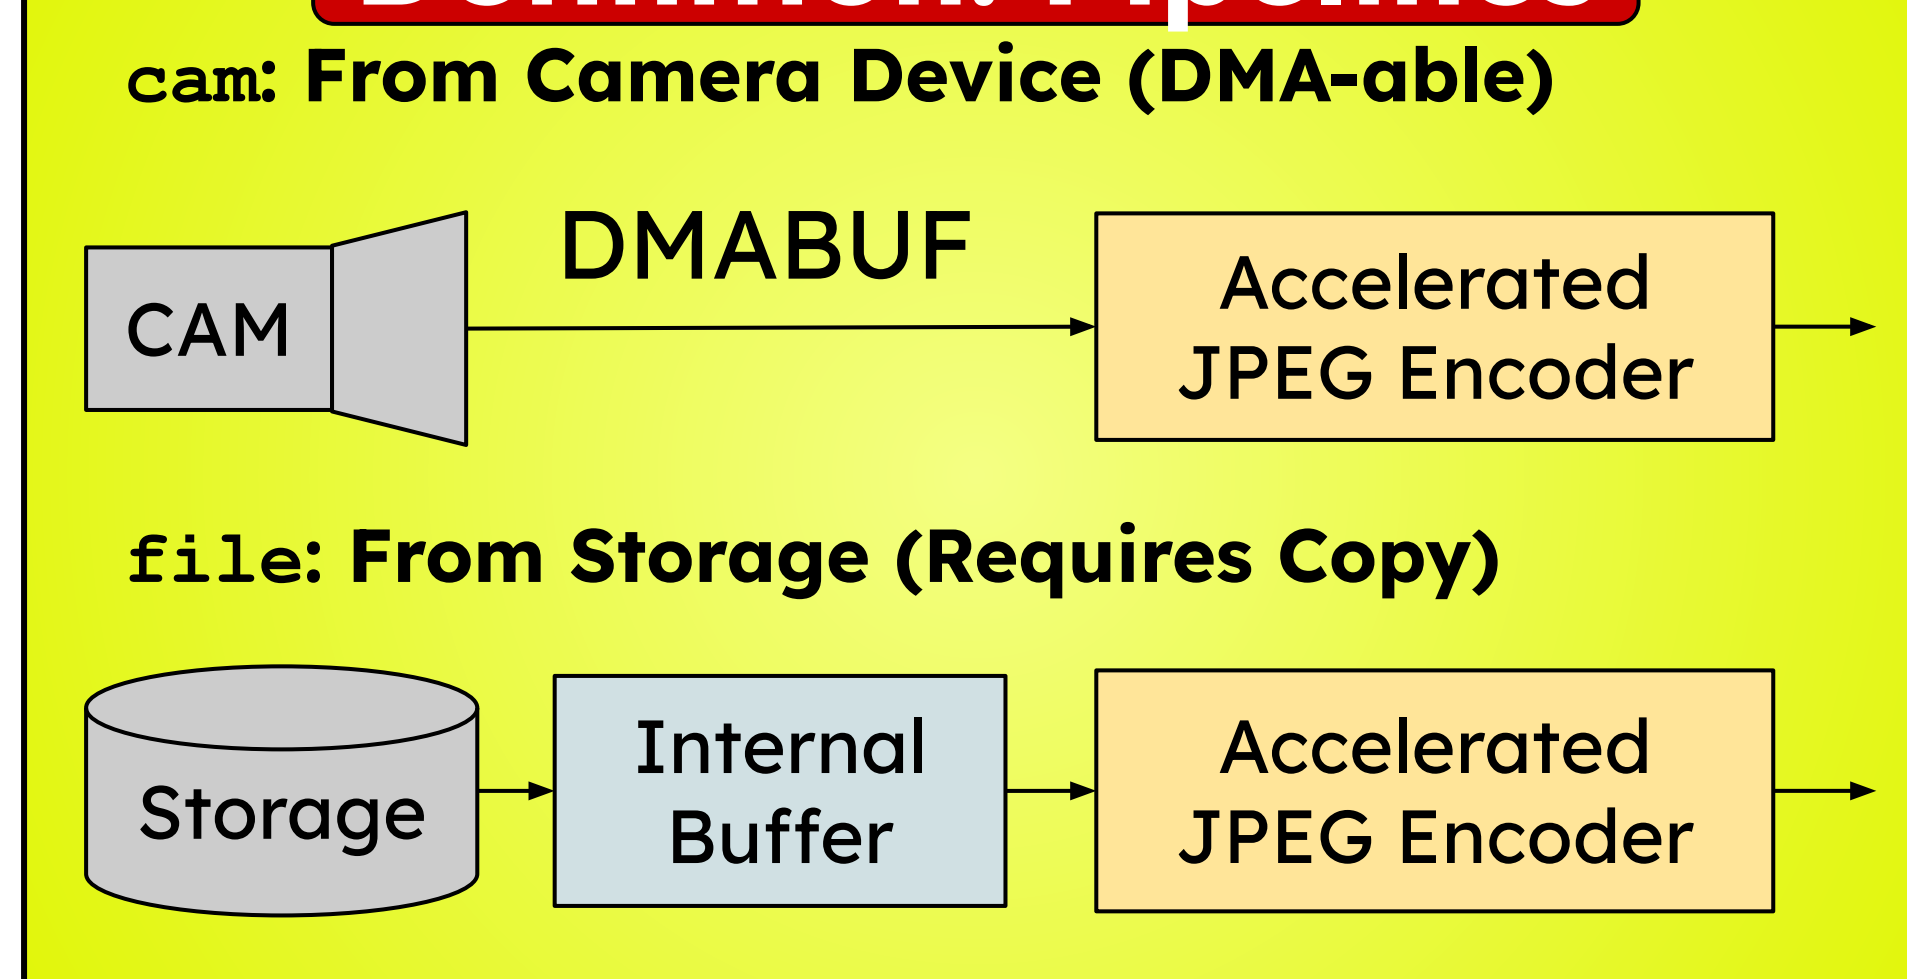 Pipelines
cam: From Camera Device (DMA-able)
DMABUF
CAM
Accelerated
JPEG Encoder
file: From Storage (Requires Copy)
Storage
Internal
Buffer
Accelerated
JPEG Encoder